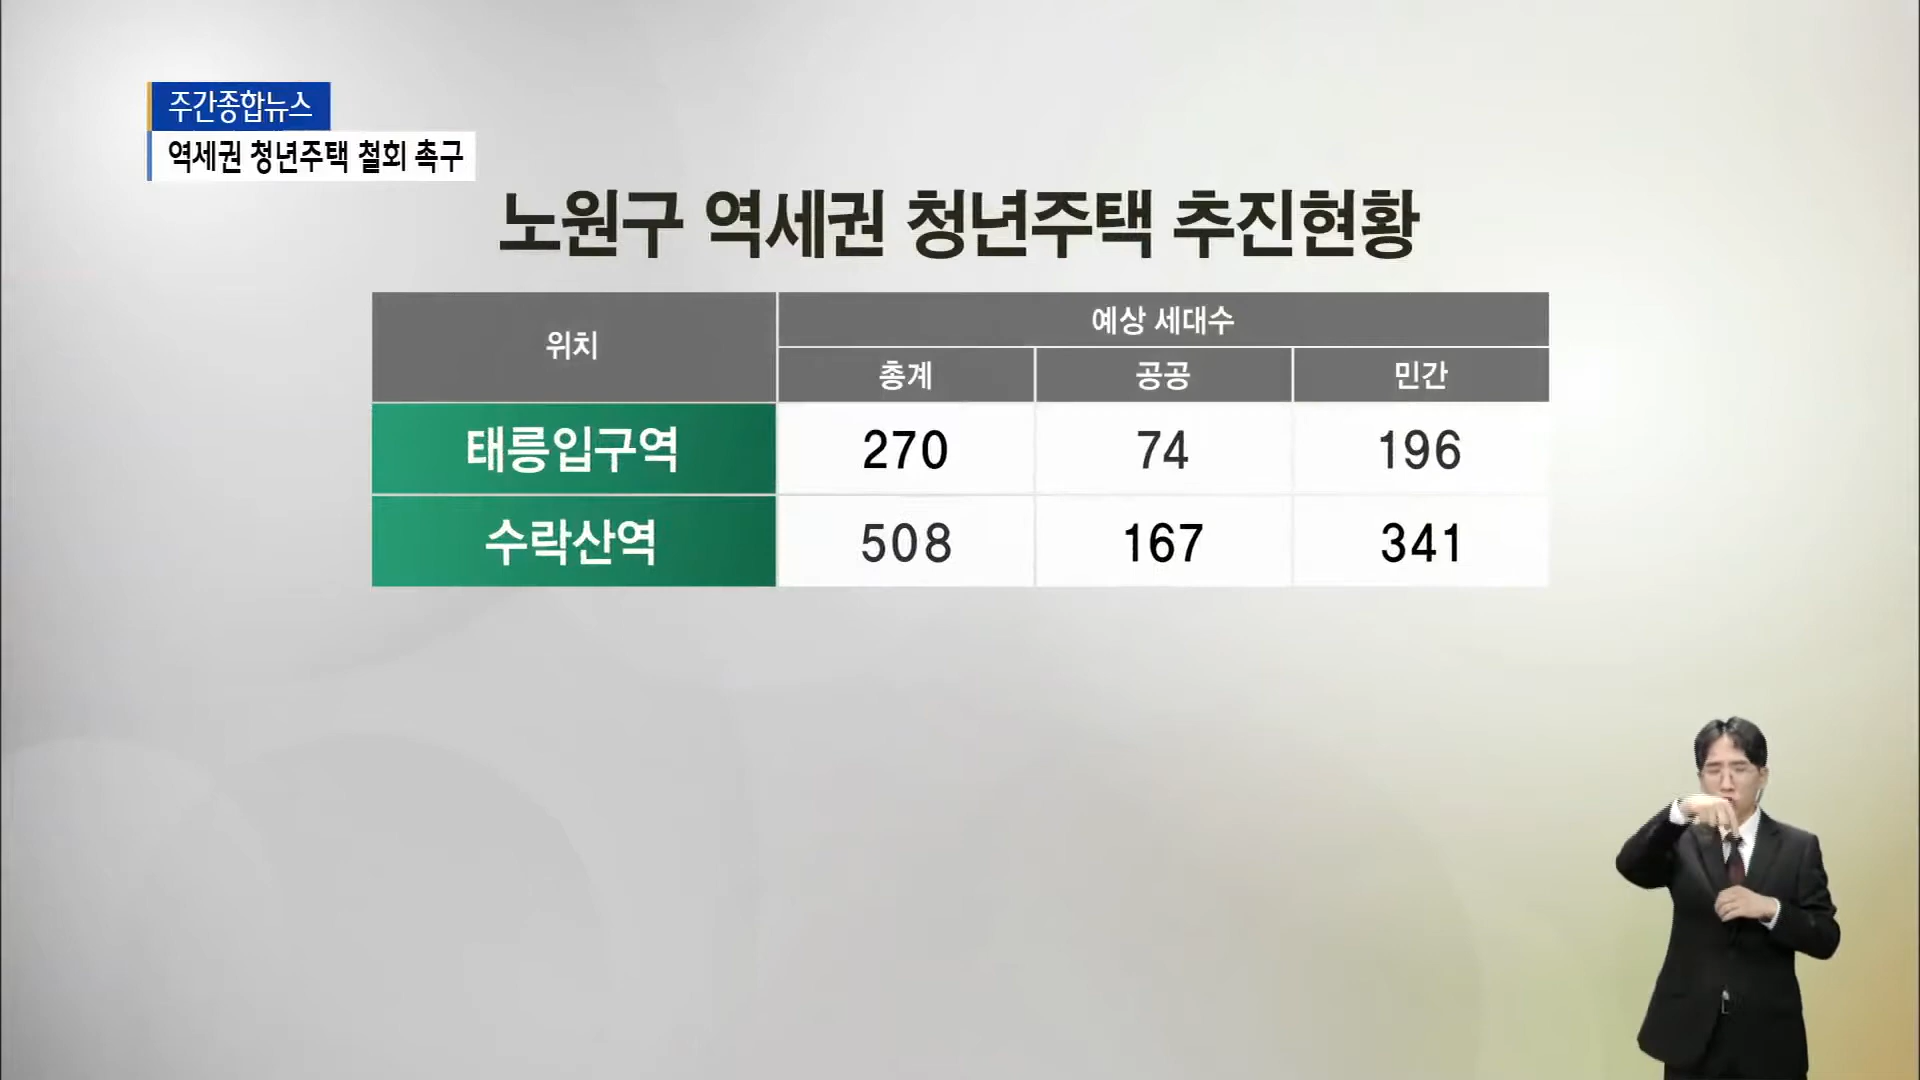 주간종합뉴스
역세권 청년주택 철회 촉구
노원구 역세권 청년주택 추진현황
위치
예상 세대수
총계 공공 민간
태릉입구역 270 74 196
수락산역 508 167 341